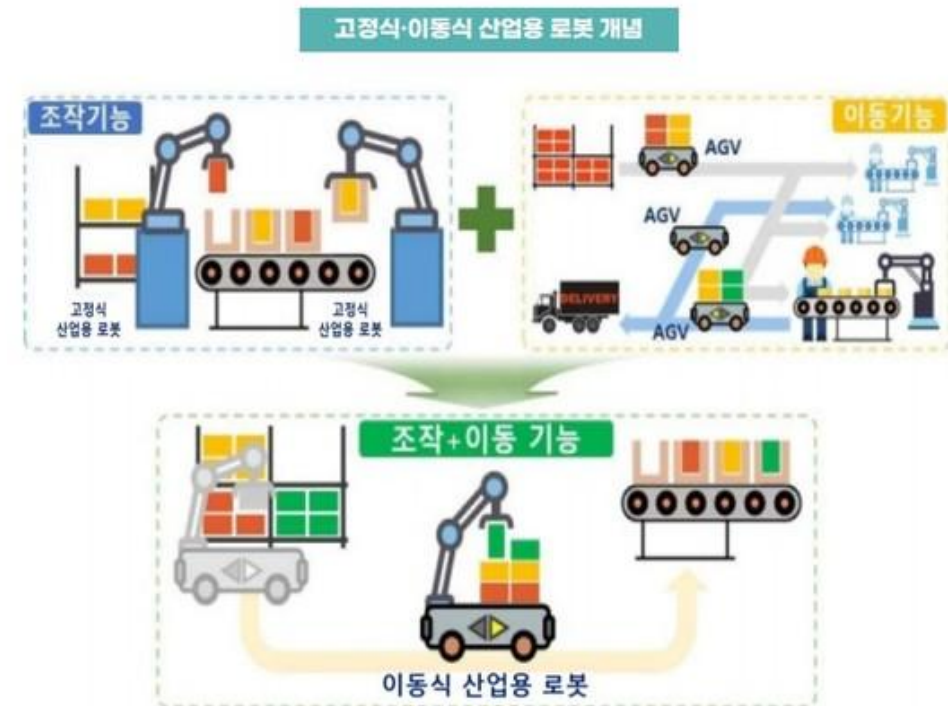 고정식·이동식 산업용 로봇 개념
조작기능
고정식
산업용 로봇
고정식
산업용 로봇
이동기능
AGV
AGV
DELIVERY
AGV
조작+이동 기능
이동식 산업용 로봇